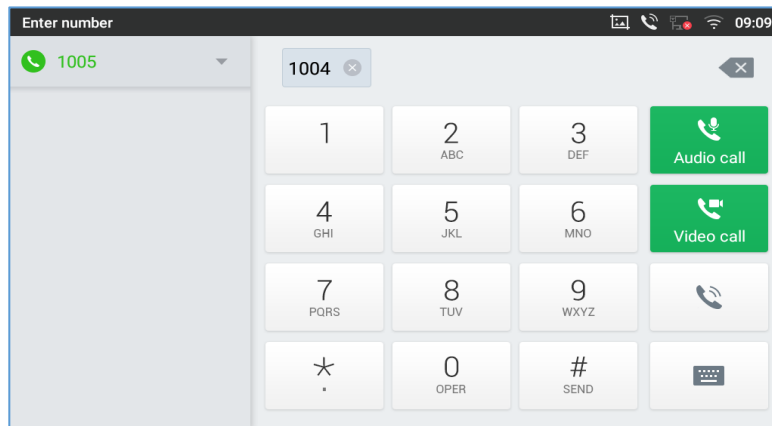 Enter number 09:09
1005
1004
1 2 3 Audio call
ABC DEF
4 5 6 Video call
GHI JKL MNO
7 8 9
PQRS TUV WXYZ
* 0 #
. OPER SEND